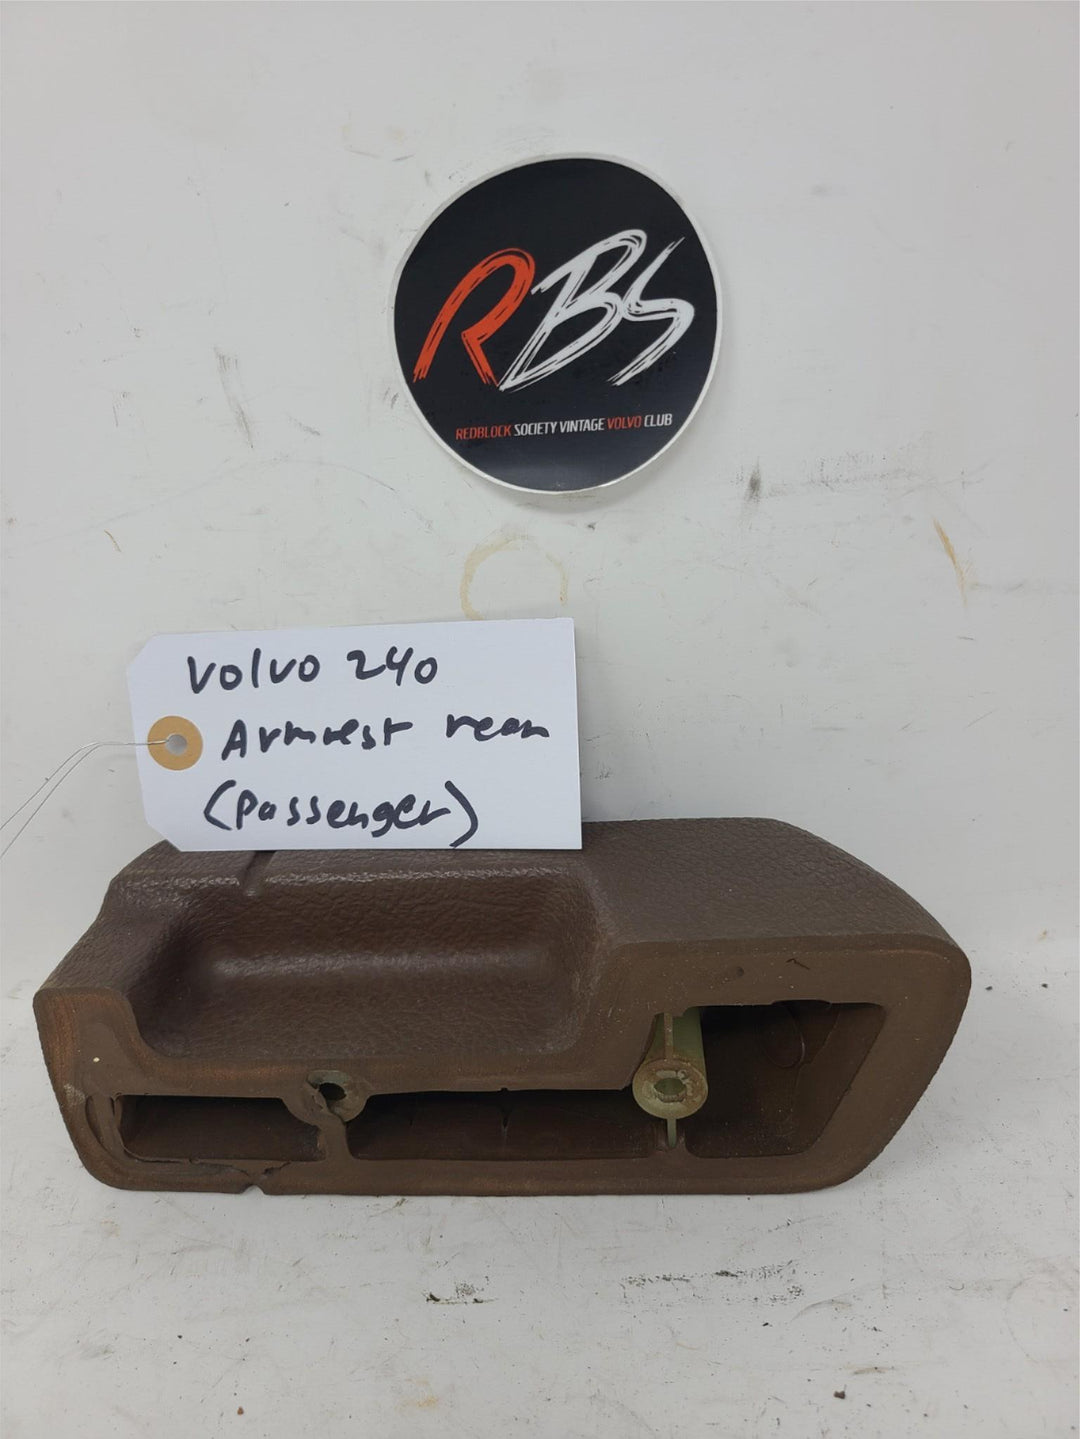 RBS
REDBLOCK SOCIETY VINTAGE VOLVO CLUB
Volvo 240
Armrest rear
(Passenger)